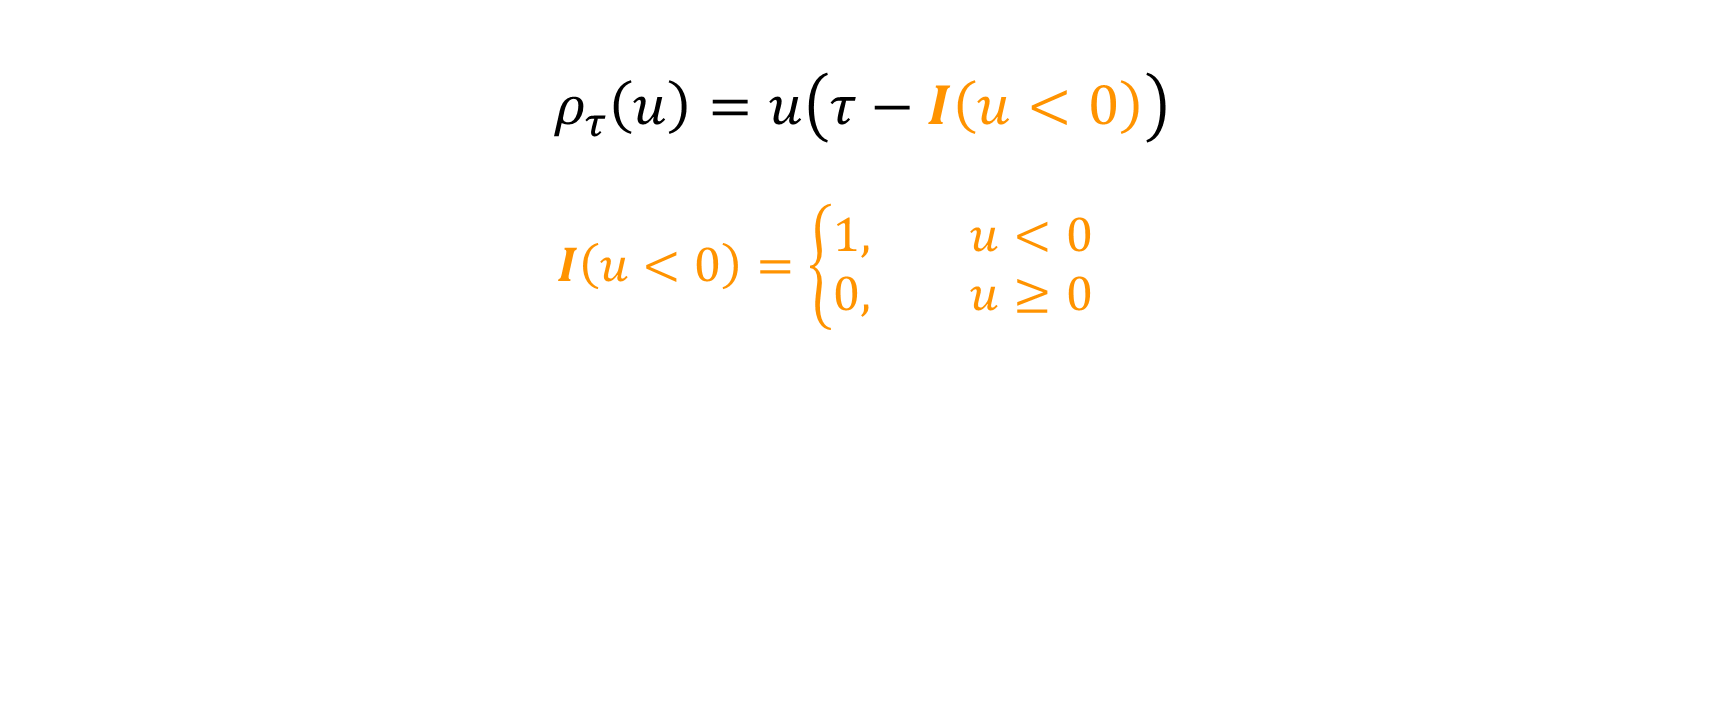 ρ_τ(u) = u(τ − I(u < 0))
I(u < 0) = { 1, u < 0
0, u ≥ 0